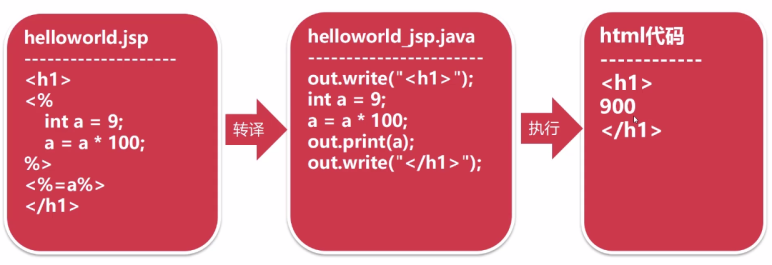 helloworld.jsp
--------------------
<h1>
<%
int a = 9;
a = a * 100;
%>
<%=a%>
</h1>
转译
helloworld_jsp.java
-----------------------
out.write("<h1>");
int a = 9;
a = a * 100;
out.print(a);
out.write("</h1>");
执行
html代码
------------
<h1>
900
</h1>